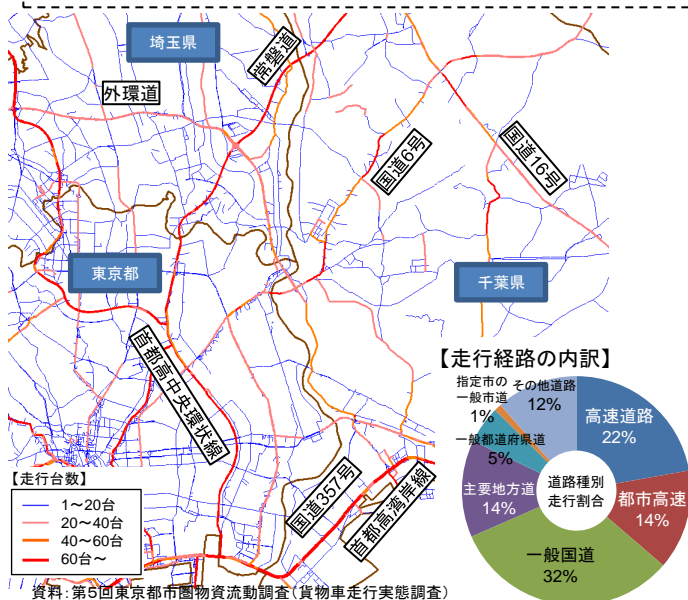 埼玉県
常磐道
外環道
国道6号
国道16号
東京都
千葉県
首都高中央環状線
国道357号
首都高湾岸線
【走行台数】
1～20台
20～40台
40～60台
60台～
【走行経路の内訳】
高速道路
22%
都市高速
14%
一般国道
32%
主要地方道
14%
一般都道府県道
5%
指定市の
一般市道
1%
その他道路
12%
道路種別
走行割合
資料：第5回東京都市圏物資流動調査（貨物車走行実態調査）